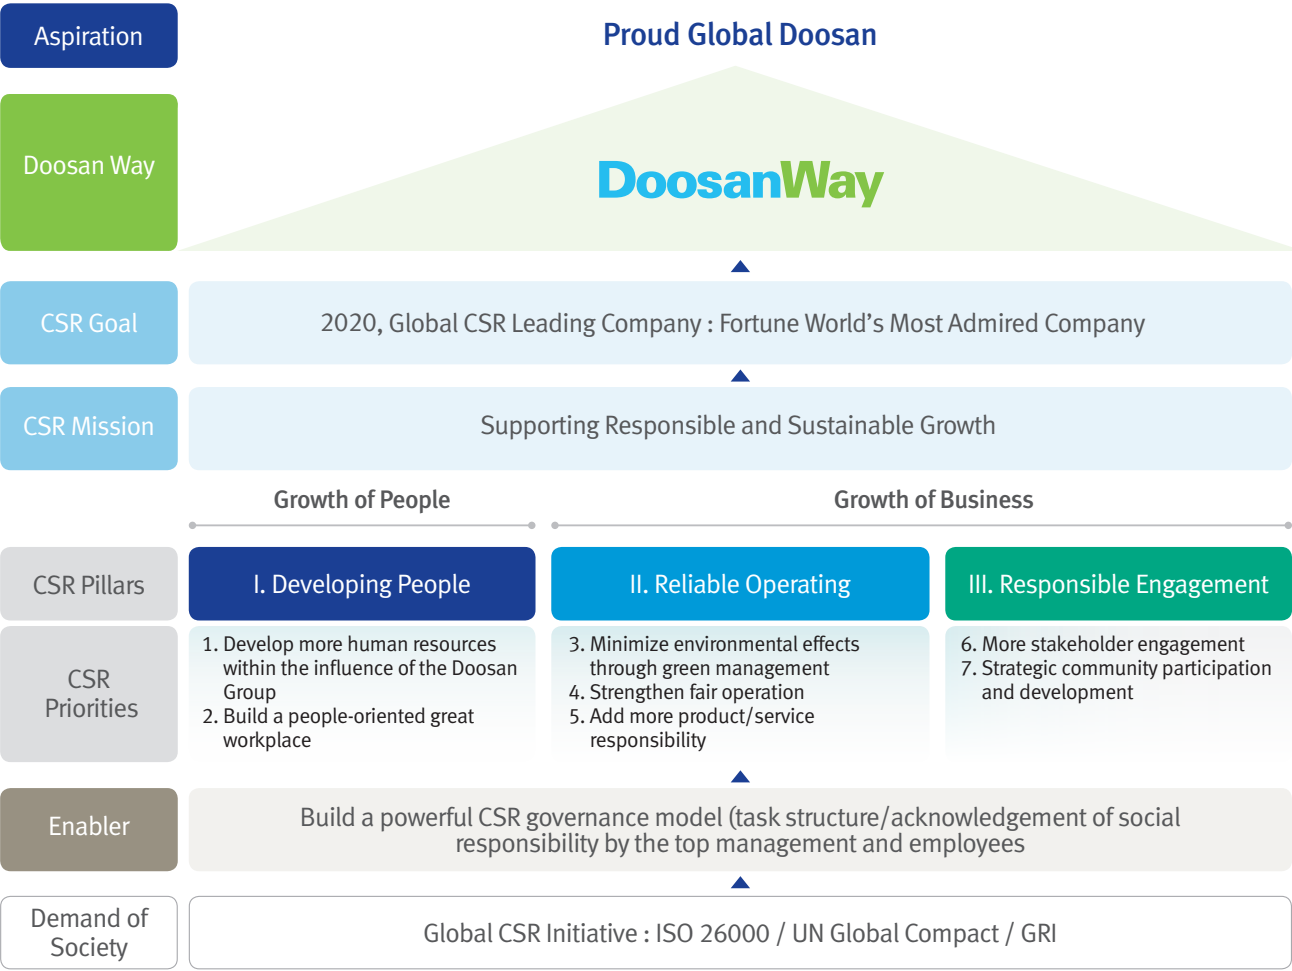 Aspiration
Proud Global Doosan
Doosan Way
DoosanWay
CSR Goal
2020, Global CSR Leading Company : Fortune World's Most Admired Company
CSR Mission
Supporting Responsible and Sustainable Growth
Growth of People
Growth of Business
CSR Pillars
I. Developing People
II. Reliable Operating
III. Responsible Engagement
CSR
Priorities
1. Develop more human resources
within the influence of the Doosan
Group
2. Build a people-oriented great
workplace
3. Minimize environmental effects
through green management
4. Strengthen fair operation
5. Add more product/service
responsibility
6. More stakeholder engagement
7. Strategic community participation
and development
Enabler
Build a powerful CSR governance model (task structure/acknowledgement of social
responsibility by the top management and employees
Demand of
Society
Global CSR Initiative : ISO 26000 / UN Global Compact / GRI